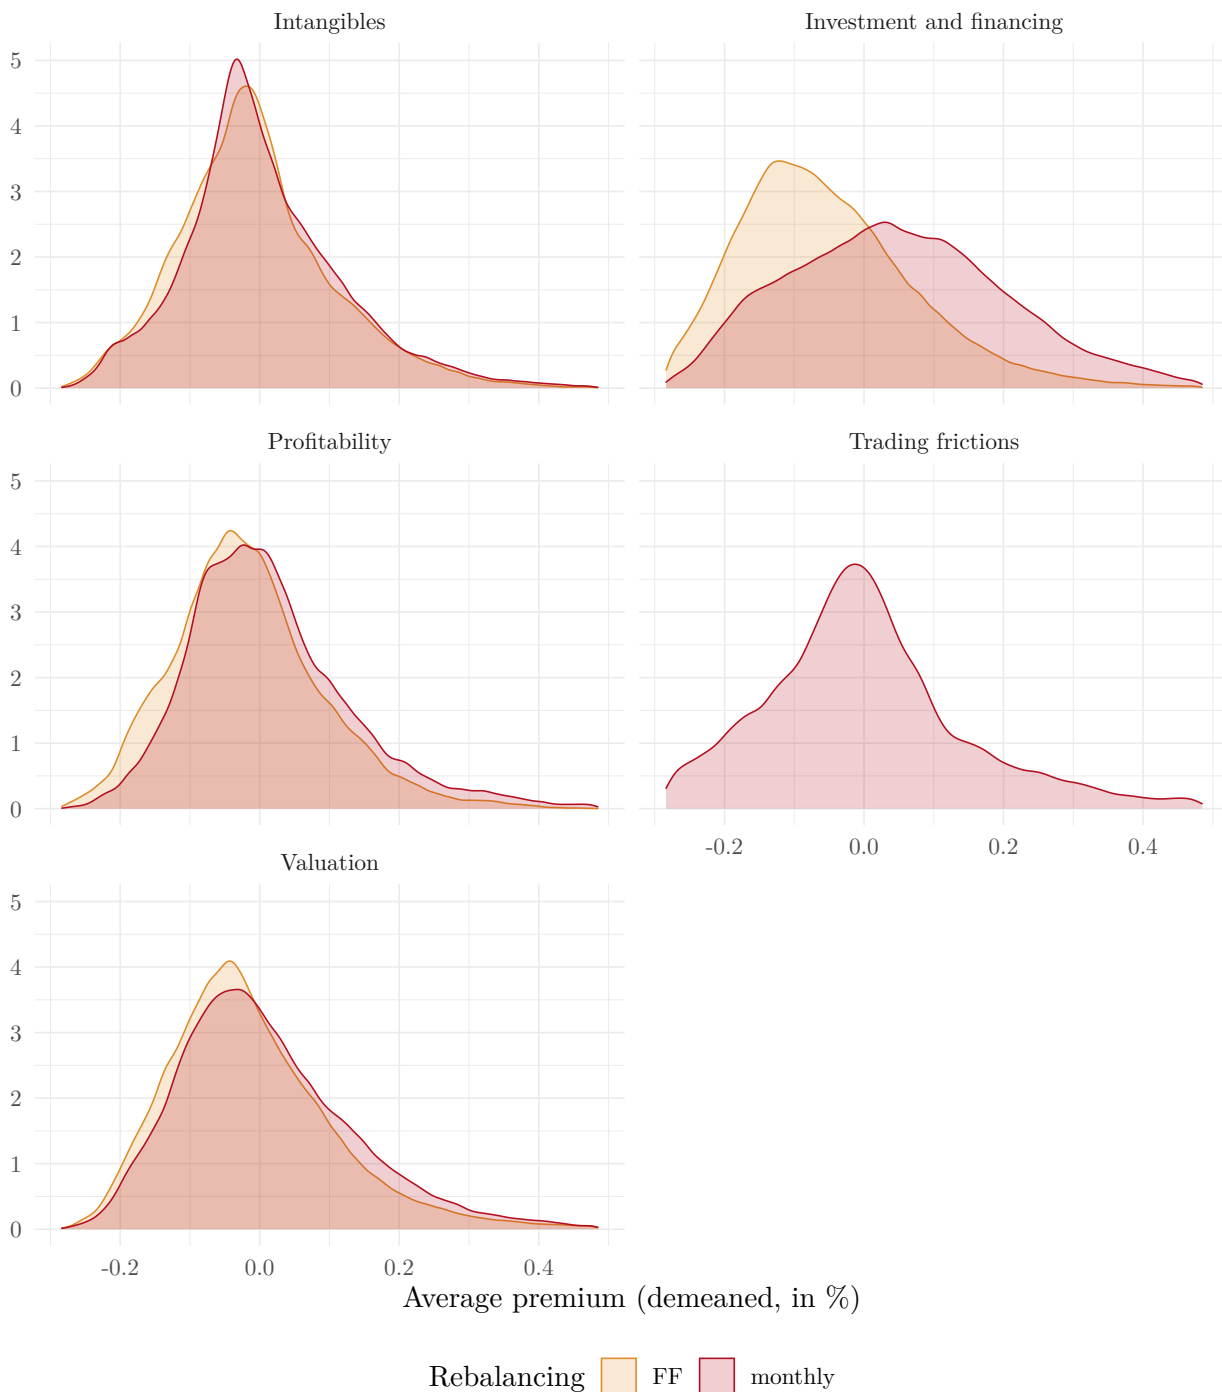 Intangibles
Investment and financing
5
4
3
2
1
0
Profitability
Trading frictions
5
4
3
2
1
0
-0.2 0.0 0.2 0.4
Valuation
5
4
3
2
1
0
-0.2 0.0 0.2 0.4
Average premium (demeaned, in %)
Rebalancing FF monthly